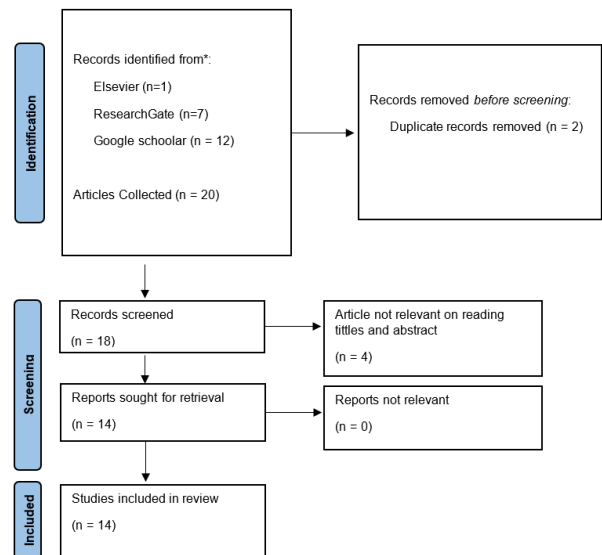 Identification
Records identified from*:
Elsevier (n=1)
ResearchGate (n=7)
Google schoolar (n = 12)
Articles Collected (n = 20)
Records removed before screening:
Duplicate records removed (n = 2)
Screening
Records screened
(n = 18)
Article not relevant on reading
tittles and abstract
(n = 4)
Reports sought for retrieval
(n = 14)
Reports not relevant
(n = 0)
Included
Studies included in review
(n = 14)